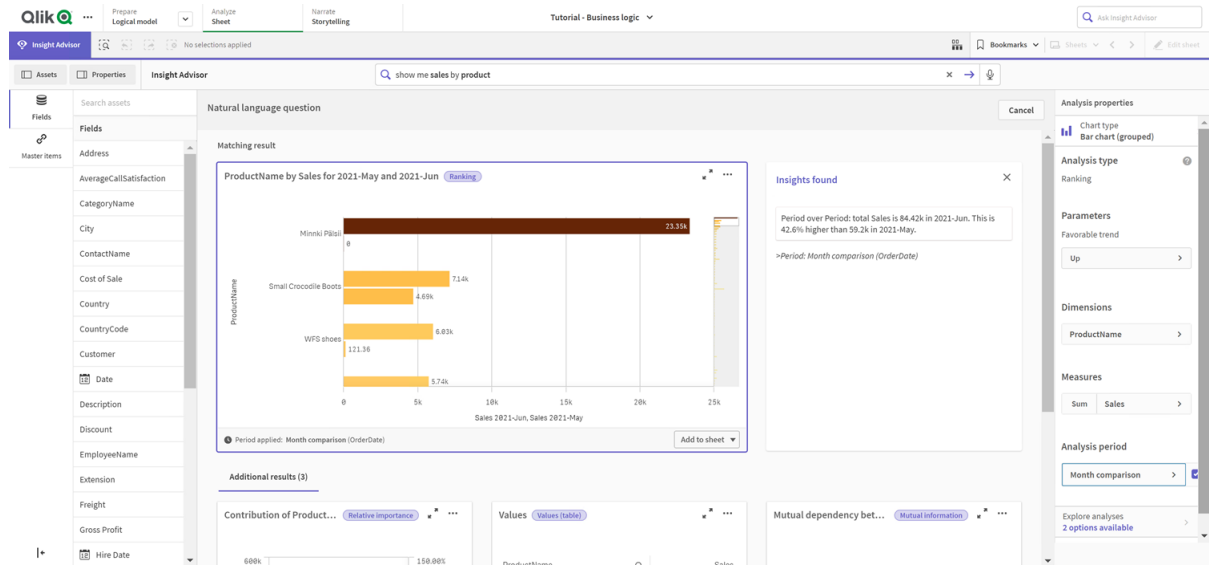 Qlik
Prepare
Logical model
Analyze
Sheet
Narrate
Storytelling
Tutorial - Business logic
Ask Insight Advisor
Insight Advisor
No selections applied
Bookmarks
Sheets
Edit sheet
Assets
Properties
Insight Advisor
show me sales by product
Fields
Master items
Search assets
Fields
Address
AverageCallSatisfaction
CategoryName
City
ContactName
Cost of Sale
Country
CountryCode
Customer
Date
Description
Discount
EmployeeName
Extension
Freight
Gross Profit
Hire Date
Natural language question
Cancel
Matching result
ProductName by Sales for 2021-May and 2021-Jun
Ranking
ProductName
Minnki Pälsii
23.35k
0
Small Crocodile Boots
7.14k
4.69k
WFS shoes
6.03k
121.36
5.74k
0
5k
10k
15k
20k
25k
Sales 2021-Jun, Sales 2021-May
Period applied: Month comparison (OrderDate)
Add to sheet
Insights found
Period over Period: total Sales is 84.42k in 2021-Jun. This is
42.6% higher than 59.2k in 2021-May.
>Period: Month comparison (OrderDate)
Additional results (3)
Contribution of Product...
Relative importance
600k
150.00%
Values
Values (table)
ProductName
Sales
Mutual dependency bet...
Mutual information
Analysis properties
Chart type
Bar chart (grouped)
Analysis type
Ranking
Parameters
Favorable trend
Up
Dimensions
ProductName
Measures
Sum
Sales
Analysis period
Month comparison
Explore analyses
2 options available